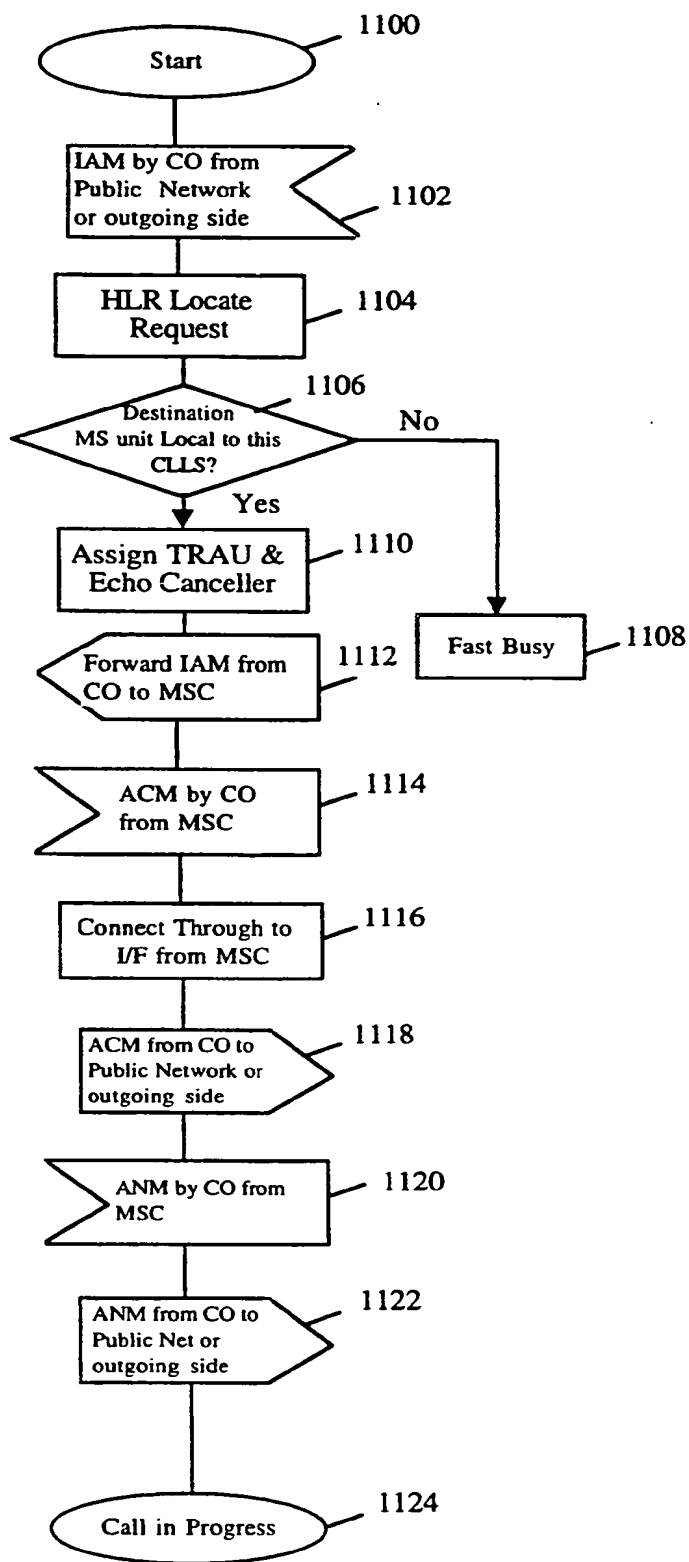 1100
Start
IAM by CO from
Public Network
or outgoing side
1102
HLR Locate
Request
1104
1106
Destination
MS unit Local to this
CLLS?
No
Yes
Assign TRAU &
Echo Canceller
1110
Fast Busy
1108
Forward IAM from
CO to MSC
1112
ACM by CO
from MSC
1114
Connect Through to
I/F from MSC
1116
ACM from CO to
Public Network or
outgoing side
1118
ANM by CO from
MSC
1120
ANM from CO to
Public Net or
outgoing side
1122
Call in Progress
1124